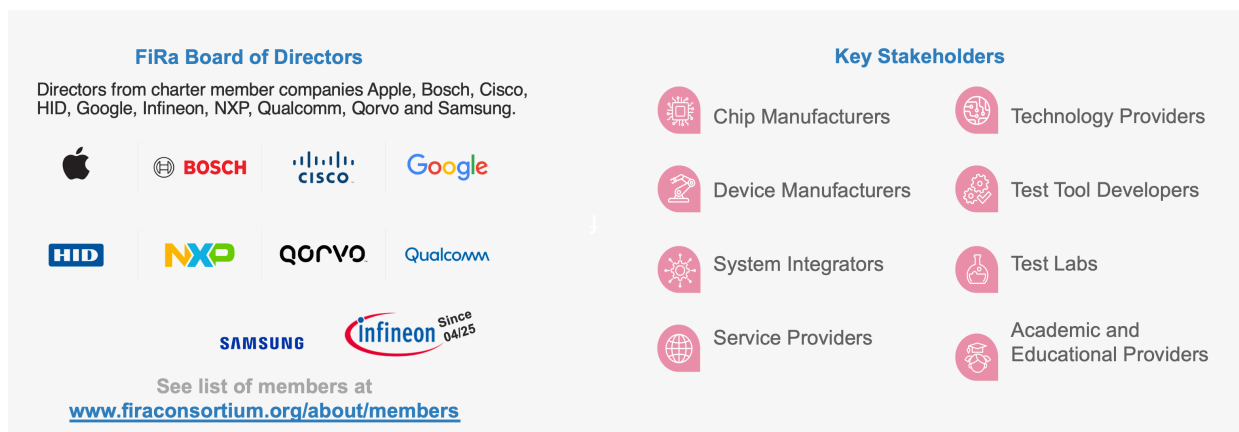 FiRa Board of Directors
Directors from charter member companies Apple, Bosch, Cisco,
HID, Google, Infineon, NXP, Qualcomm, Qorvo and Samsung.
BOSCH
CISCO
Google
HID
NXP
QORVO
Qualcomm
SAMSUNG
infineon
Since
04/25
See list of members at
www.firaconsortium.org/about/members
Key Stakeholders
Chip Manufacturers
Technology Providers
Device Manufacturers
Test Tool Developers
System Integrators
Test Labs
Service Providers
Academic and
Educational Providers